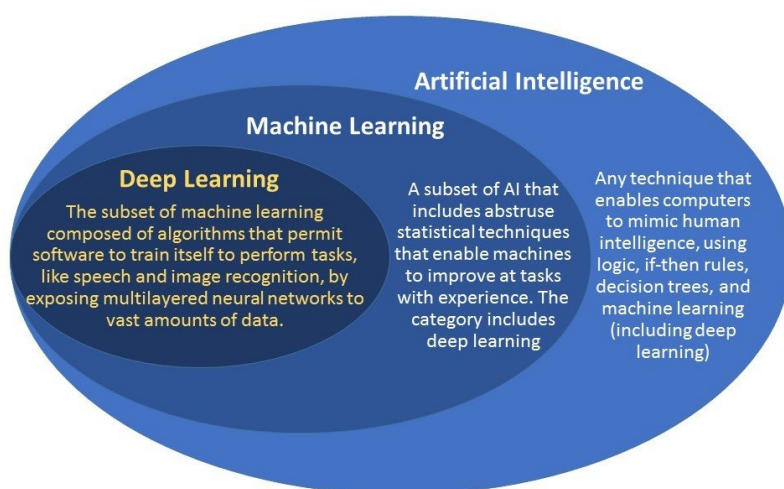 Artificial Intelligence
Machine Learning
Deep Learning
The subset of machine learning
composed of algorithms that permit
software to train itself to perform tasks,
like speech and image recognition, by
exposing multilayered neural networks to
vast amounts of data.
A subset of AI that
includes abstruse
statistical techniques
that enable machines
to improve at tasks
with experience. The
category includes
deep learning
Any technique that
enables computers
to mimic human
intelligence, using
logic, if-then rules,
decision trees, and
machine learning
(including deep
learning)